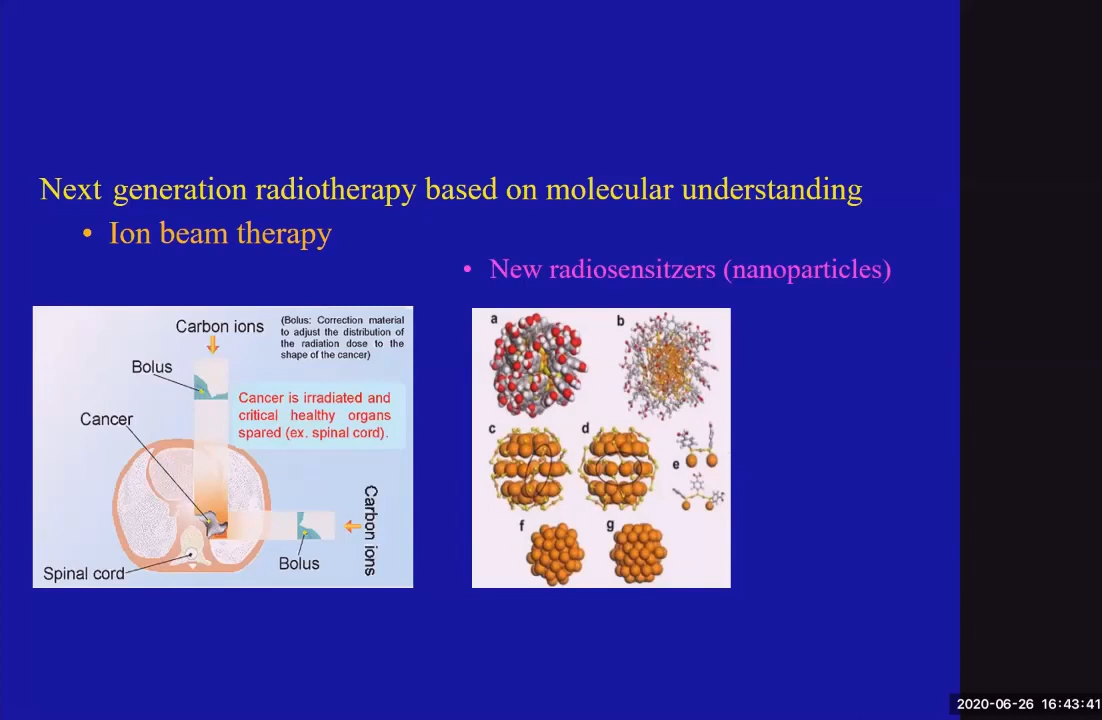 Next generation radiotherapy based on molecular understanding
• Ion beam therapy
• New radiosensitzers (nanoparticles)
Carbon ions
(Bolus: Correction material
to adjust the distribution of
the radiation dose to the
shape of the cancer)
Bolus
Cancer is irradiated and
critical healthy organs
spared (ex. spinal cord).
Cancer
Carbon ions
Bolus
Spinal cord
a
b
c
d
e
f
g
2020-06-26 16:43:41